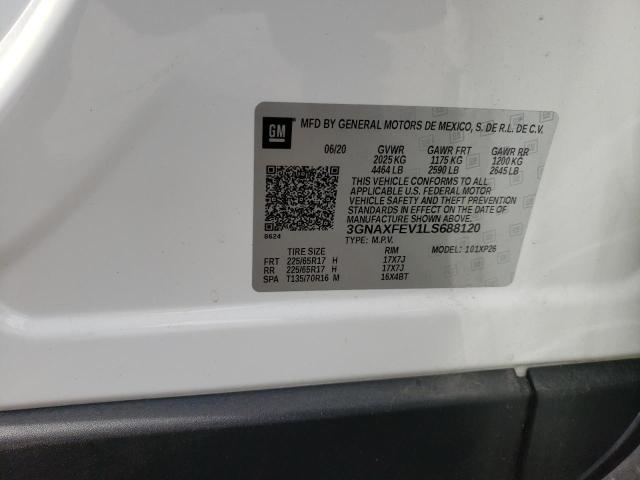 GM MFD BY GENERAL MOTORS DE MEXICO, S. DE R.L. DE C.V.
06/20 GVWR GAWR FRT GAWR RR
2025 KG 1175 KG 1200 KG
4464 LB 2590 LB 2645 LB
THIS VEHICLE CONFORMS TO ALL
APPLICABLE U.S. FEDERAL MOTOR
VEHICLE SAFETY AND THEFT PREVENTION
STANDARDS IN EFFECT ON THE DATE OF
MANUFACTURE SHOWN ABOVE.
3GNAXFEV1LS688120
8624
TYPE: M.P.V. MODEL: 101XP26
TIRE SIZE RIM
FRT 225/65R17 H 17X7J
RR 225/65R17 H 17X7J
SPA T135/70R16 M 16X4BT